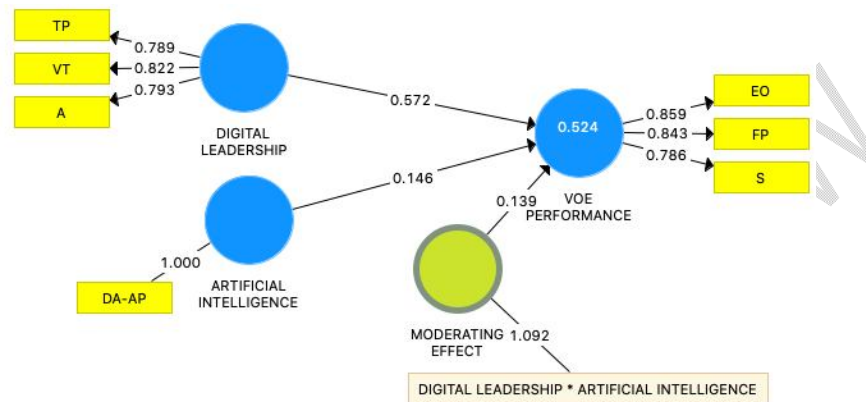 TP
0.789
VT
0.822
A
0.793
DIGITAL
LEADERSHIP
0.572
0.524
VOE
PERFORMANCE
0.859
EO
0.843
FP
0.786
S
0.146
0.139
ARTIFICIAL
INTELLIGENCE
1.000
DA-AP
MODERATING
EFFECT
1.092
DIGITAL LEADERSHIP * ARTIFICIAL INTELLIGENCE